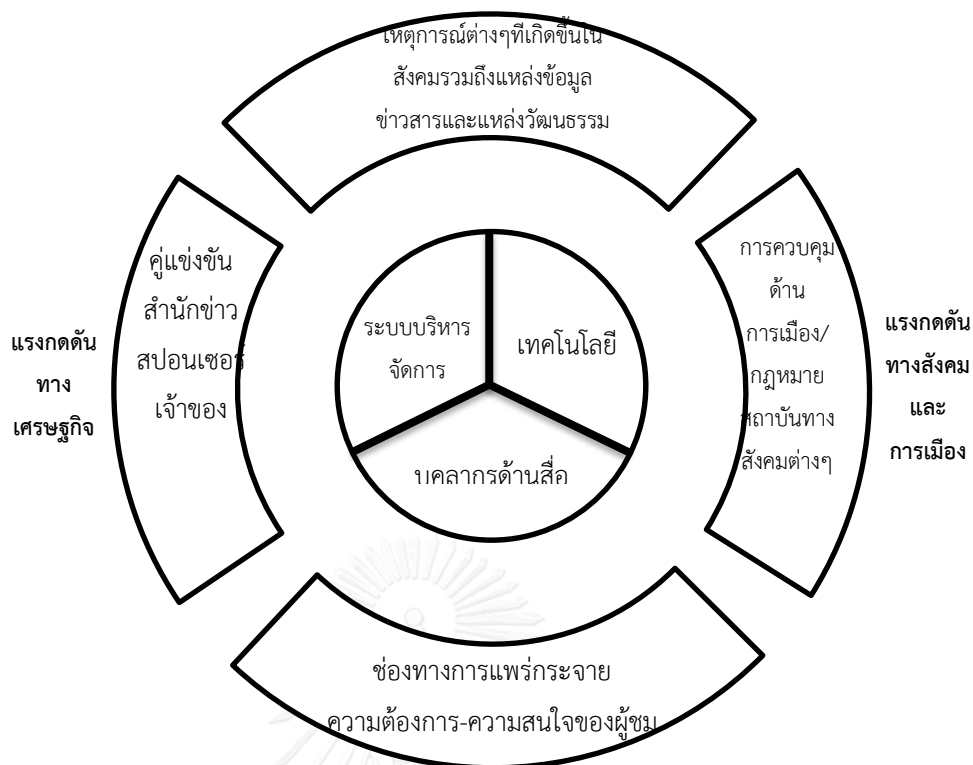 เหตุการณ์ต่างๆที่เกิดขึ้นใน
สังคมรวมถึงแหล่งข้อมูล
ข่าวสารและแหล่งวัฒนธรรม
คู่แข่งขัน
สำนักข่าว
สปอนเซอร์
เจ้าของ
แรงกดดัน
ทาง
เศรษฐกิจ
ระบบบริหาร
จัดการ
เทคโนโลยี
บคลากรด้านสื่อ
การควบคุม
ด้าน
การเมือง/
กฎหมาย
สถาบันทาง
สังคมต่างๆ
แรงกดดัน
ทางสังคม
และ
การเมือง
ช่องทางการแพร่กระจาย
ความต้องการ-ความสนใจของผู้ชม